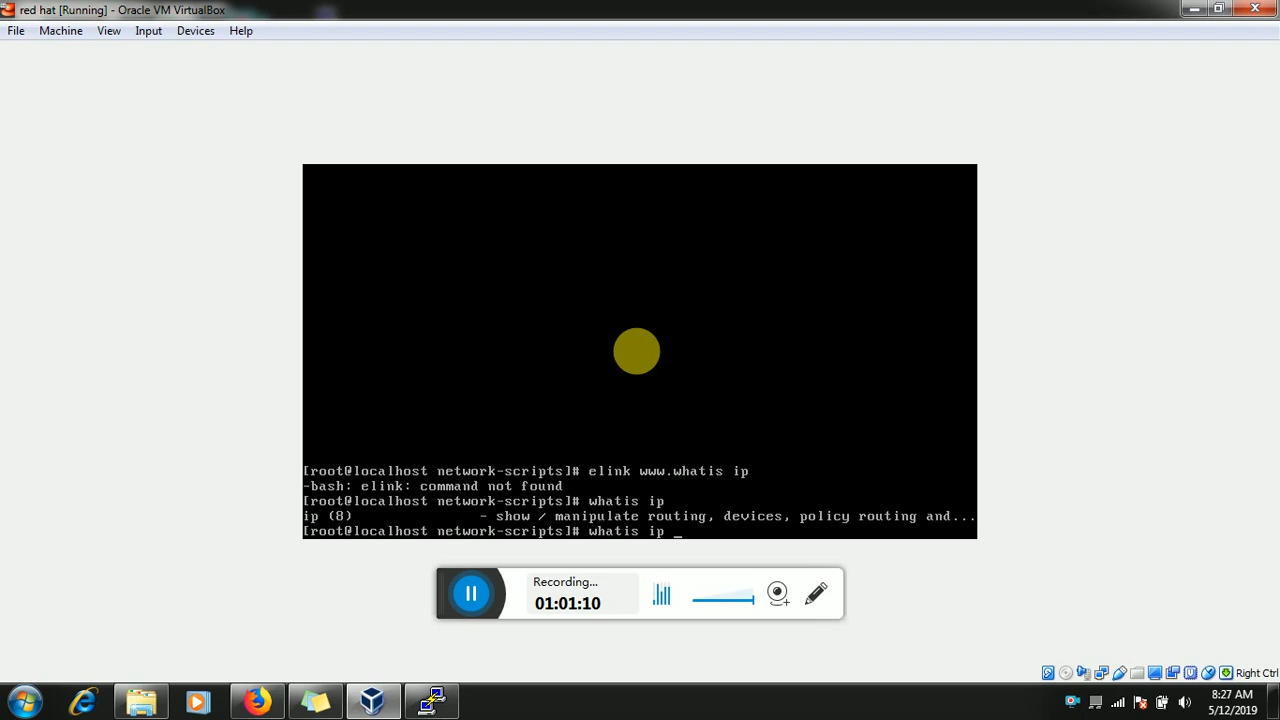 red hat [Running] - Oracle VM VirtualBox
File Machine View Input Devices Help
[root@localhost network-scripts]# elink www.whatis ip
-bash: elink: command not found
[root@localhost network-scripts]# whatis ip
ip (8) - show / manipulate routing, devices, policy routing and...
[root@localhost network-scripts]# whatis ip _
Recording...
01:01:10
Right Ctrl
8:27 AM
5/12/2019